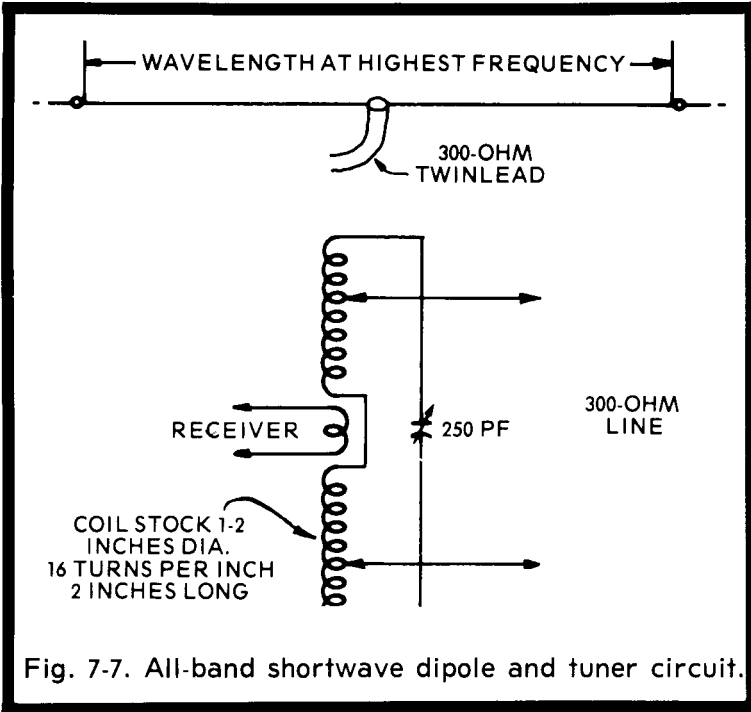 WAVELENGTH AT HIGHEST FREQUENCY
300-OHM
TWINLEAD
RECEIVER
250 PF
300-OHM
LINE
COIL STOCK 1-2
INCHES DIA.
16 TURNS PER INCH
2 INCHES LONG
Fig. 7-7. All-band shortwave dipole and tuner circuit.